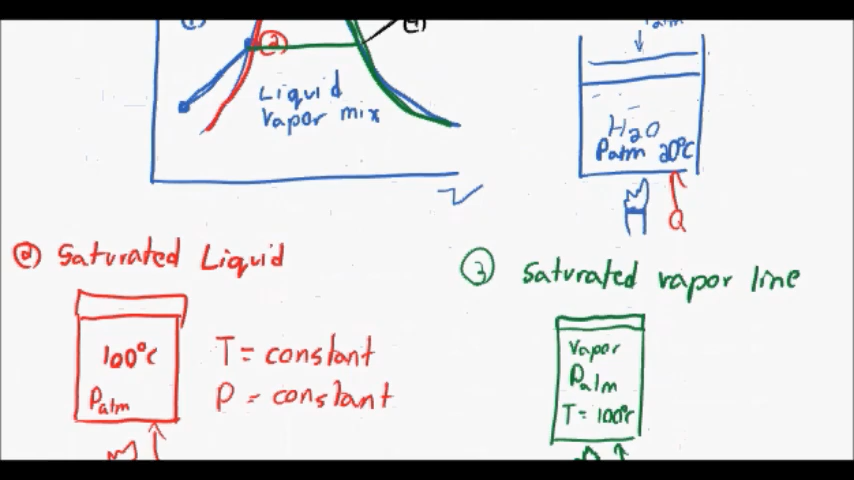 ②
Liquid
vapor mix
H2O
Patm 20°C
Q
② Saturated Liquid
100°C
Patm
T = constant
P = constant
③ saturated vapor line
vapor
Patm
T = 100°C